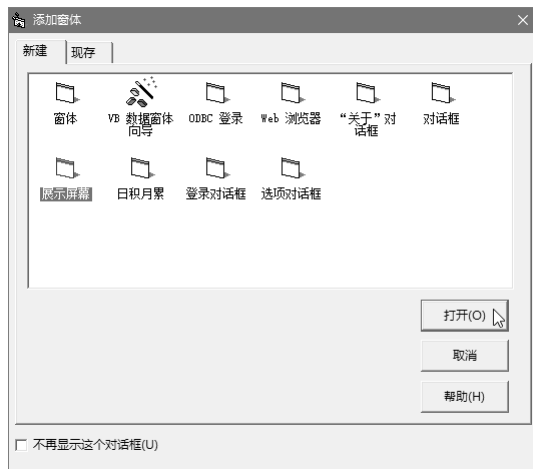 添加窗体
新建 现存
窗体 VB 数据窗体 ODBC 登录 Web 浏览器 “关于”对 对话框
向导 话框
展示屏幕 日积月累 登录对话框 选项对话框
打开(O)
取消
帮助(H)
不再显示这个对话框(U)